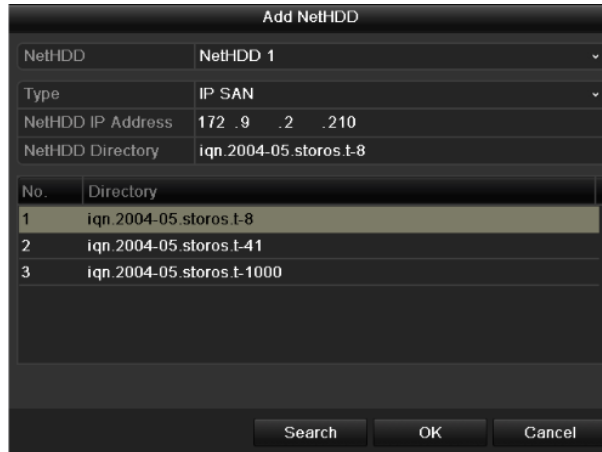 Add NetHDD
NetHDD NetHDD 1
Type IP SAN
NetHDD IP Address 172 .9 .2 .210
NetHDD Directory iqn.2004-05.storos.t-8
No. Directory
1 iqn.2004-05.storos.t-8
2 iqn.2004-05.storos.t-41
3 iqn.2004-05.storos.t-1000
Search OK Cancel